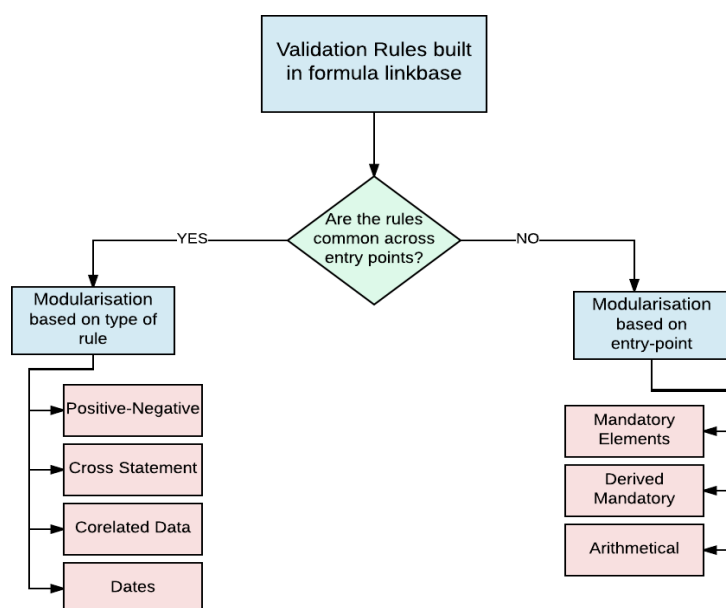 Validation Rules built
in formula linkbase
Are the rules
common across
entry points?
YES
NO
Modularisation
based on type of
rule
Modularisation
based on
entry-point
Positive-Negative
Cross Statement
Corelated Data
Dates
Mandatory
Elements
Derived
Mandatory
Arithmetical